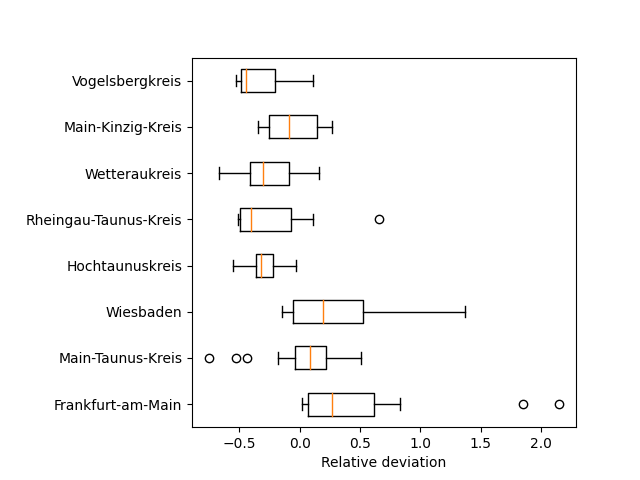 Vogelsbergkreis
Main-Kinzig-Kreis
Wetteraukreis
Rheingau-Taunus-Kreis
Hochtaunuskreis
Wiesbaden
Main-Taunus-Kreis
Frankfurt-am-Main
−0.5 0.0 0.5 1.0 1.5 2.0
Relative deviation